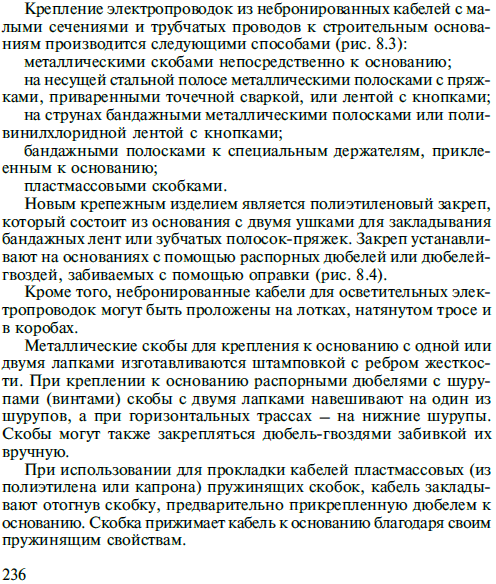 Крепление электропроводок из небронированных кабелей с ма-
лыми сечениями и трубчатых проводов к строительным основа-
ниям производится следующими способами (рис. 8.3):
металлическими скобами непосредственно к основанию;
на несущей стальной полосе металлическими полосками с пряж-
ками, приваренными точечной сваркой, или лентой с кнопками;
на струнах бандажными металлическими полосками или поли-
винилхлоридной лентой с кнопками;
бандажными полосками к специальным держателям, прикле-
енным к основанию;
пластмассовыми скобками.
Новым крепежным изделием является полиэтиленовый закреп,
который состоит из основания с двумя ушками для закладывания
бандажных лент или зубчатых полосок-пряжек. Закреп устанавли-
вают на основаниях с помощью распорных дюбелей или дюбелей-
гвоздей, забиваемых с помощью оправки (рис. 8.4).
Кроме того, небронированные кабели для осветительных элек-
тропроводок могут быть проложены на лотках, натянутом тросе и
в коробах.
Металлические скобы для крепления к основанию с одной или
двумя лапками изготавливаются штамповкой с ребром жесткос-
ти. При креплении к основанию распорными дюбелями с шуру-
пами (винтами) скобы с двумя лапками навешивают на один из
шурупов, а при горизонтальных трассах — на нижние шурупы.
Скобы могут также закрепляться дюбель-гвоздями забивкой их
вручную.
При использовании для прокладки кабелей пластмассовых (из
полиэтилена или капрона) пружинящих скобок, кабель заклады-
вают отогнув скобку, предварительно прикрепленную дюбелем к
основанию. Скобка прижимает кабель к основанию благодаря своим
пружинящим свойствам.
236